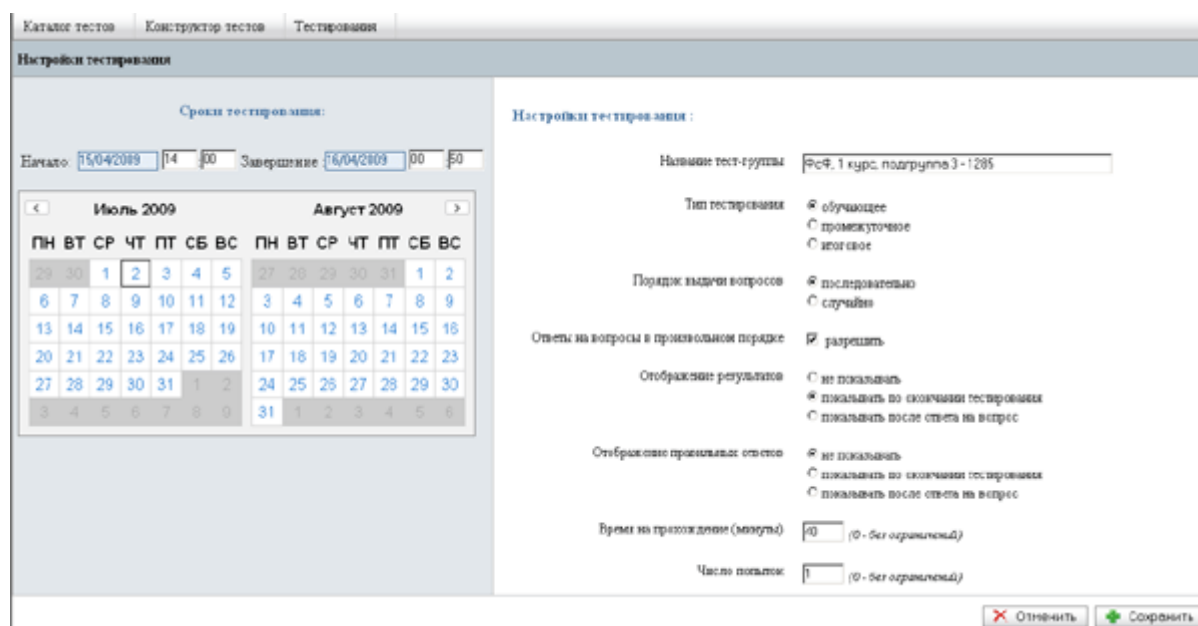 Каталог тестов Конструктор тестов Тестирования
Настройки тестирования
Сроки тестирования:
Начало: 15/04/2009 14 :00 Завершение :16/04/2009 00 :50
Июль 2009 Август 2009
ПН ВТ СР ЧТ ПТ СБ ВС ПН ВТ СР ЧТ ПТ СБ ВС
29 30 1 2 3 4 5 27 28 29 30 31 1 2
6 7 8 9 10 11 12 3 4 5 6 7 8 9
13 14 15 16 17 18 19 10 11 12 13 14 15 16
20 21 22 23 24 25 26 17 18 19 20 21 22 23
27 28 29 30 31 1 2 24 25 26 27 28 29 30
3 4 5 6 7 8 9 31 1 2 3 4 5 6
Настройки тестирования :
Название тест-группы ФсФ, 1 курс, подгруппа 3 - 1285
Тип тестирования обучающее
промежуточное
итоговое
Порядок выдачи вопросов последовательно
случайно
Ответы на вопросы в произвольном порядке разрешить
Отображение результатов не показывать
показывать по окончании тестирования
показывать после ответа на вопрос
Отображение правильных ответов не показывать
показывать по окончании тестирования
показывать после ответа на вопрос
Время на прохождение (минуты) 40 (0 - без ограничений)
Число попыток 1 (0 - без ограничений)
Отменить Сохранить